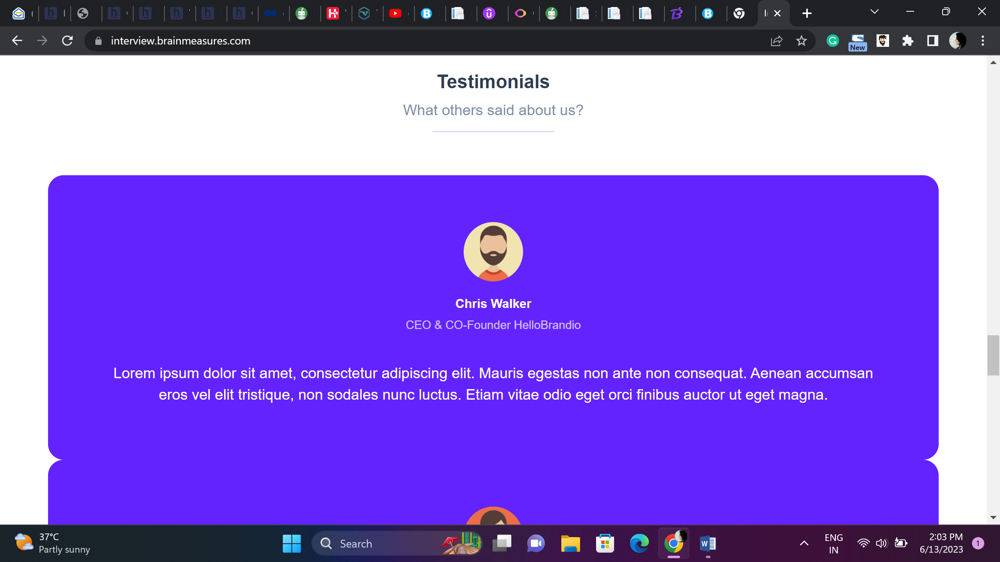 interview.brainmeasures.com
New
Testimonials
What others said about us?
Chris Walker
CEO & CO-Founder HelloBrandio
Lorem ipsum dolor sit amet, consectetur adipiscing elit. Mauris egestas non ante non consequat. Aenean accumsan
eros vel elit tristique, non sodales nunc luctus. Etiam vitae odio eget orci finibus auctor ut eget magna.
37°C
Partly sunny
Search
ENG
IN
2:03 PM
6/13/2023
1